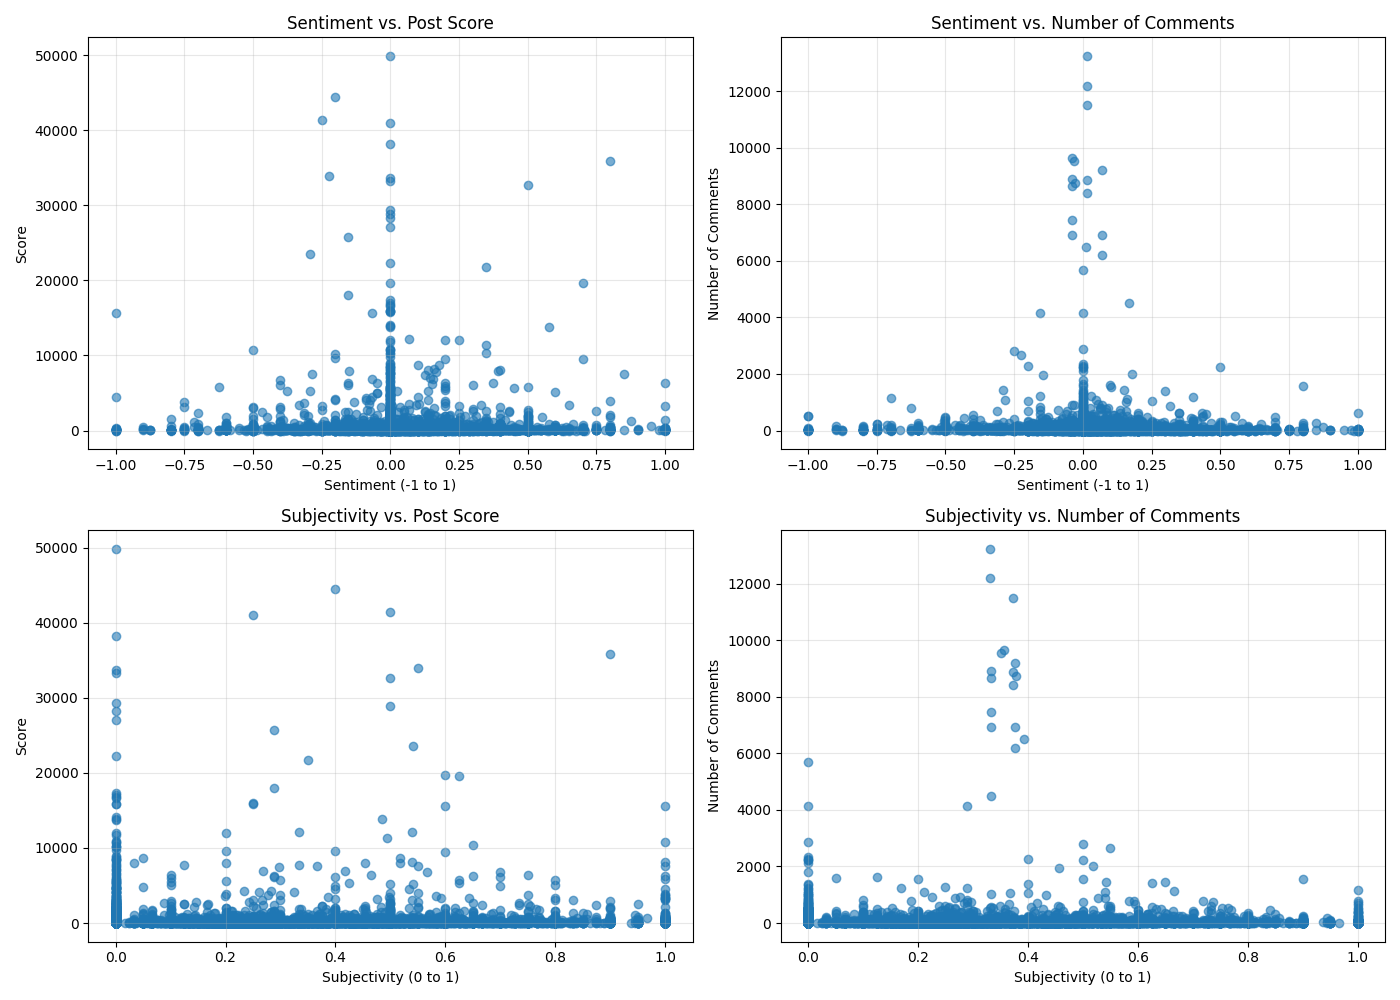 Sentiment vs. Post Score
Score
50000
40000
30000
20000
10000
0
−1.00 −0.75 −0.50 −0.25 0.00 0.25 0.50 0.75 1.00
Sentiment (-1 to 1)
Sentiment vs. Number of Comments
Number of Comments
12000
10000
8000
6000
4000
2000
0
−1.00 −0.75 −0.50 −0.25 0.00 0.25 0.50 0.75 1.00
Sentiment (-1 to 1)
Subjectivity vs. Post Score
Score
50000
40000
30000
20000
10000
0
0.0 0.2 0.4 0.6 0.8 1.0
Subjectivity (0 to 1)
Subjectivity vs. Number of Comments
Number of Comments
12000
10000
8000
6000
4000
2000
0
0.0 0.2 0.4 0.6 0.8 1.0
Subjectivity (0 to 1)